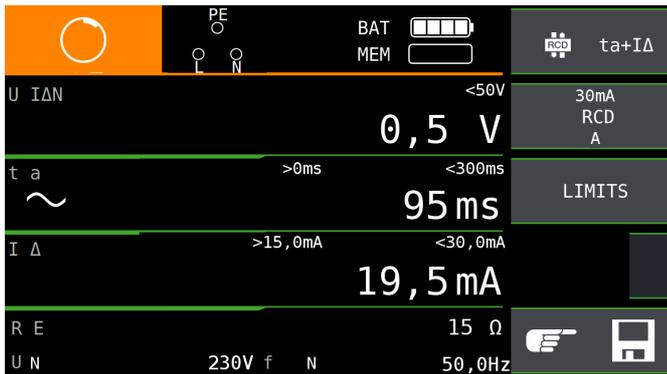 PE
BAT
MEM
L N
RCD ta+IΔ
U IΔN <50V
0,5 V
30mA
RCD
A
t a >0ms <300ms
95ms
LIMITS
I Δ >15,0mA <30,0mA
19,5mA
R E 15 Ω
U N 230V f N 50,0Hz